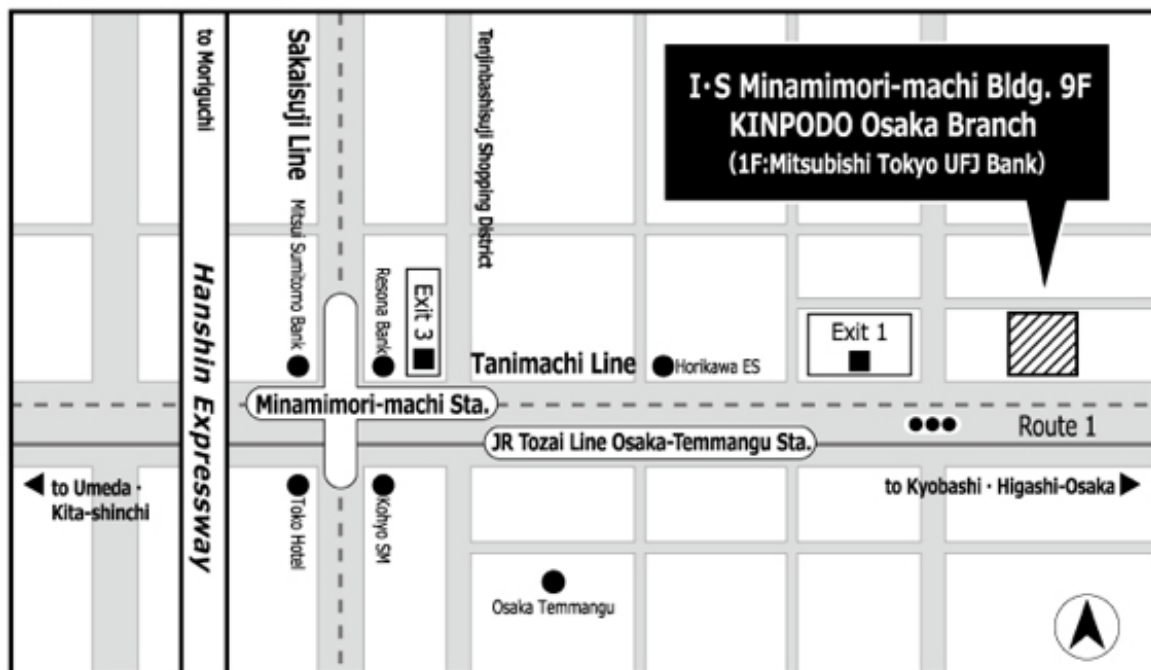 to Moriguchi
Sakaisuji Line
Tenjinbashisuji Shopping District
I·S Minamimori-machi Bldg. 9F
KINPODO Osaka Branch
(1F:Mitsubishi Tokyo UFJ Bank)
Hanshin Expressway
Mitsui Sumitomo Bank
Resona Bank
Exit 3
Tanimachi Line
Horikawa ES
Exit 1
Minamimori-machi Sta.
JR Tozai Line Osaka-Temmangu Sta.
Route 1
to Umeda·
Kita-shinchi
Toko Hotel
Kohyo SM
to Kyobashi · Higashi-Osaka
Osaka Temmangu